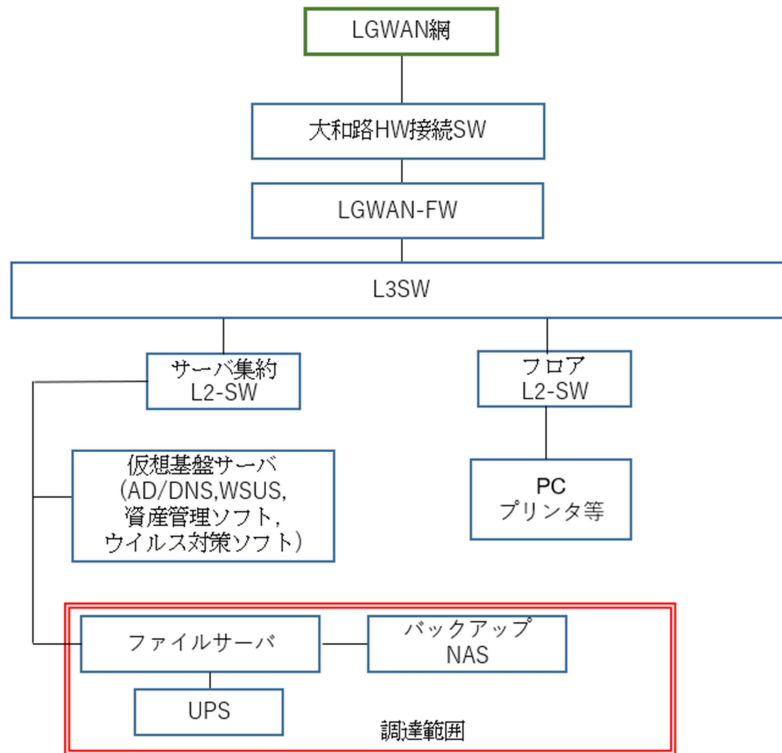 LGWAN網
大和路HW接続SW
LGWAN-FW
L3SW
サーバ集約
L2-SW
フロア
L2-SW
仮想基盤サーバ
(AD/DNS,WSUS,
資産管理ソフト,
ウイルス対策ソフト)
PC
プリンタ等
ファイルサーバ
バックアップ
NAS
UPS
調達範囲